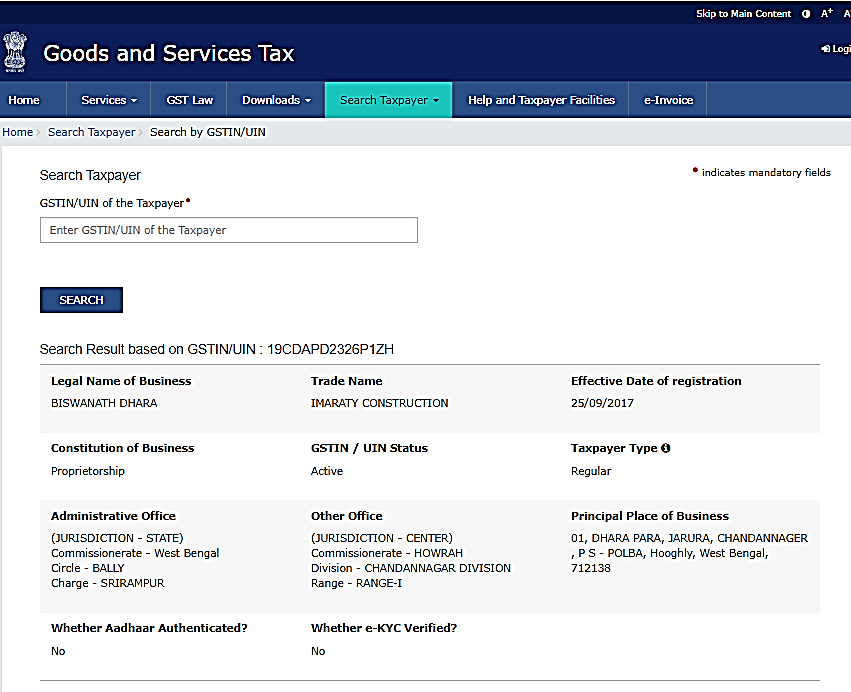 Skip to Main Content A+ A
Goods and Services Tax
Logi
Home Services GST Law Downloads Search Taxpayer Help and Taxpayer Facilities e-Invoice
Home › Search Taxpayer › Search by GSTIN/UIN
Search Taxpayer
• indicates mandatory fields
GSTIN/UIN of the Taxpayer•
Enter GSTIN/UIN of the Taxpayer
SEARCH
Search Result based on GSTIN/UIN : 19CDAPD2326P1ZH
Legal Name of Business
BISWANATH DHARA
Trade Name
IMARATY CONSTRUCTION
Effective Date of registration
25/09/2017
Constitution of Business
Proprietorship
GSTIN / UIN Status
Active
Taxpayer Type
Regular
Administrative Office
(JURISDICTION - STATE)
Commissionerate - West Bengal
Circle - BALLY
Charge - SRIRAMPUR
Other Office
(JURISDICTION - CENTER)
Commissionerate - HOWRAH
Division - CHANDANNAGAR DIVISION
Range - RANGE-I
Principal Place of Business
01, DHARA PARA, JARURA, CHANDANNAGER
, P S - POLBA, Hooghly, West Bengal,
712138
Whether Aadhaar Authenticated?
No
Whether e-KYC Verified?
No